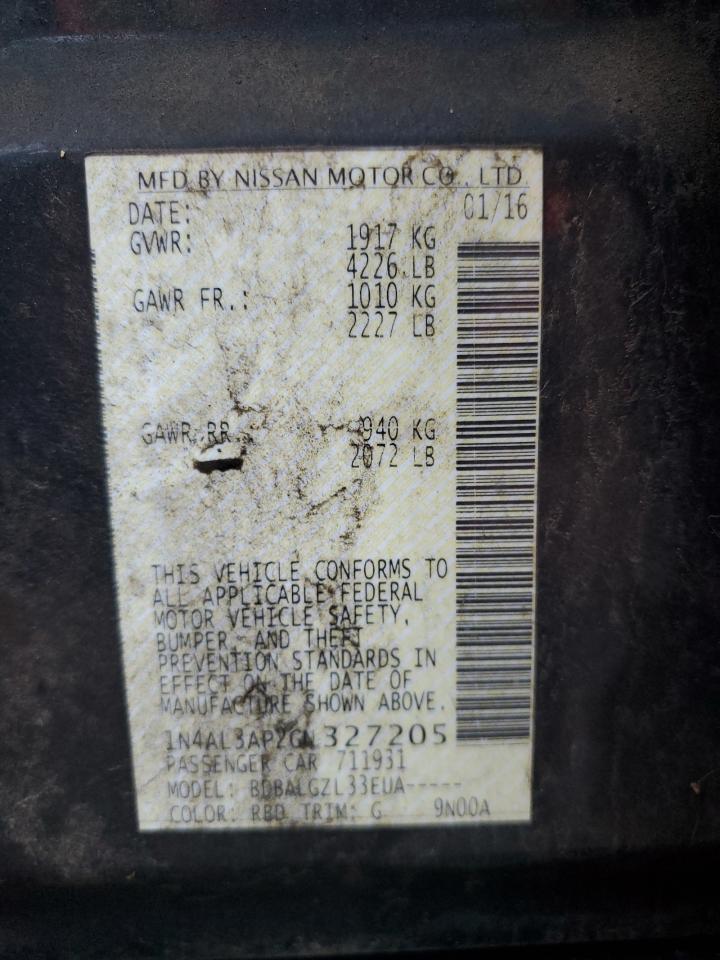 MFD BY NISSAN MOTOR CO., LTD.
DATE: 01/16
GVWR: 1917 KG
4226 LB
GAWR FR.: 1010 KG
2227 LB
GAWR RR.: 940 KG
2072 LB
THIS VEHICLE CONFORMS TO
ALL APPLICABLE FEDERAL
MOTOR VEHICLE SAFETY,
BUMPER, AND THEFT
PREVENTION STANDARDS IN
EFFECT ON THE DATE OF
MANUFACTURE SHOWN ABOVE.
1N4AL3AP2GN327205
PASSENGER CAR 711931
MODEL: BDBALGZL33EUA-----
COLOR: RBD TRIM: G 9N00A